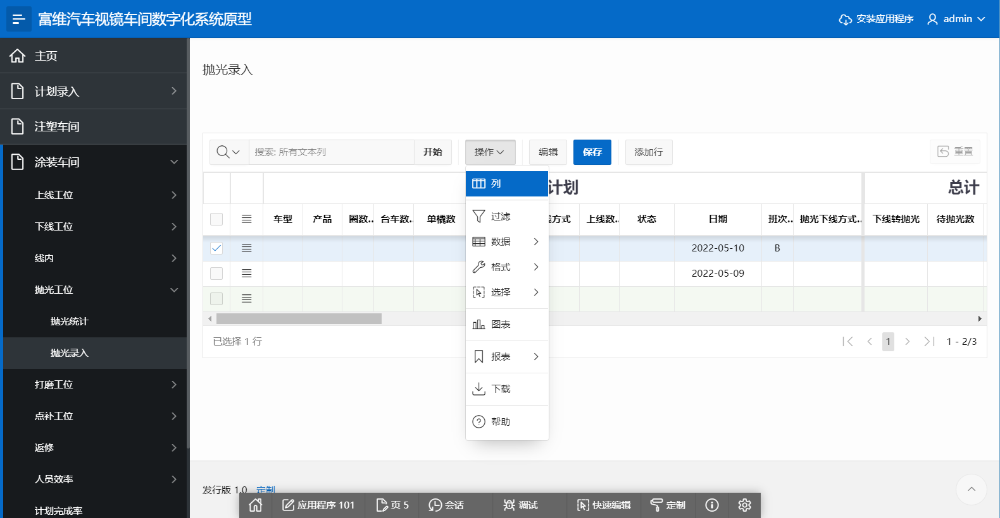 富维汽车视镜车间数字化系统原型
安装应用程序
admin
主页
计划录入
注塑车间
涂装车间
上线工位
下线工位
线内
抛光工位
抛光统计
抛光录入
打磨工位
点补工位
返修
人员效率
计划完成率
抛光录入
搜索: 所有文本列
开始
操作
编辑
保存
添加行
重置
计划
总计
车型 产品 圈数.. 台车数.. 单橇数 方式 上线数.. 状态 日期 班次.. 抛光下线方式.. 下线转抛光 待抛光数
2022-05-10 B
2022-05-09
列
过滤
数据
格式
选择
图表
报表
下载
帮助
已选择 1 行
1
1 - 2/3
发行版 1.0 定制
应用程序 101
页 5
会话
调试
快速编辑
定制